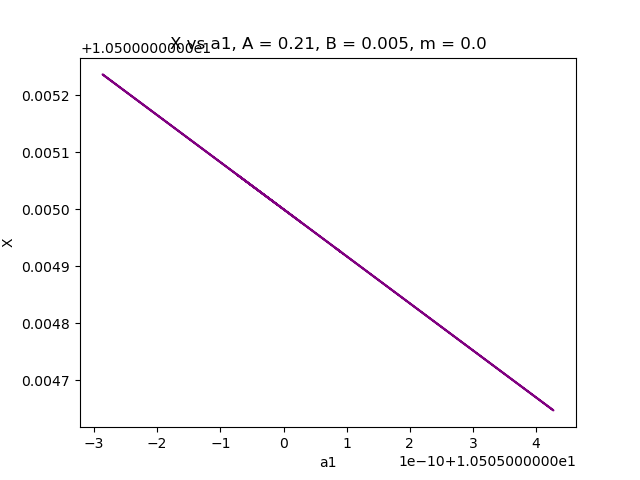 X vs a1, A = 0.21, B = 0.005, m = 0.0
+1.0500000000e1
0.0052
0.0051
0.0050
0.0049
0.0048
0.0047
X
−3 −2 −1 0 1 2 3 4
a1
1e−10+1.0505000000e1